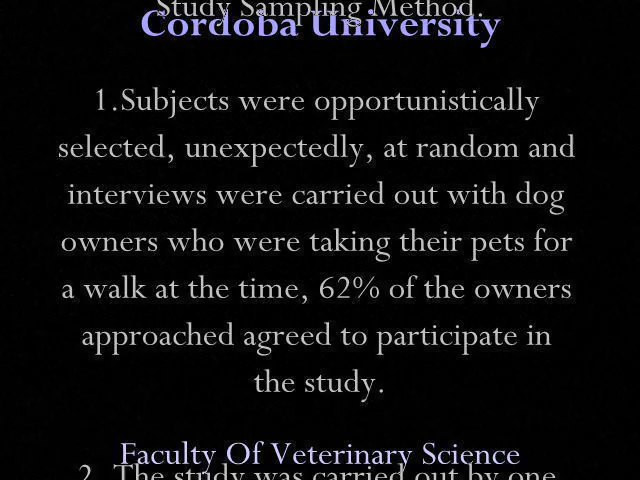 Study Sampling Method.
Cordoba University
1.Subjects were opportunistically
selected, unexpectedly, at random and
interviews were carried out with dog
owners who were taking their pets for
a walk at the time, 62% of the owners
approached agreed to participate in
the study.
Faculty Of Veterinary Science
2. The study was carried out by one